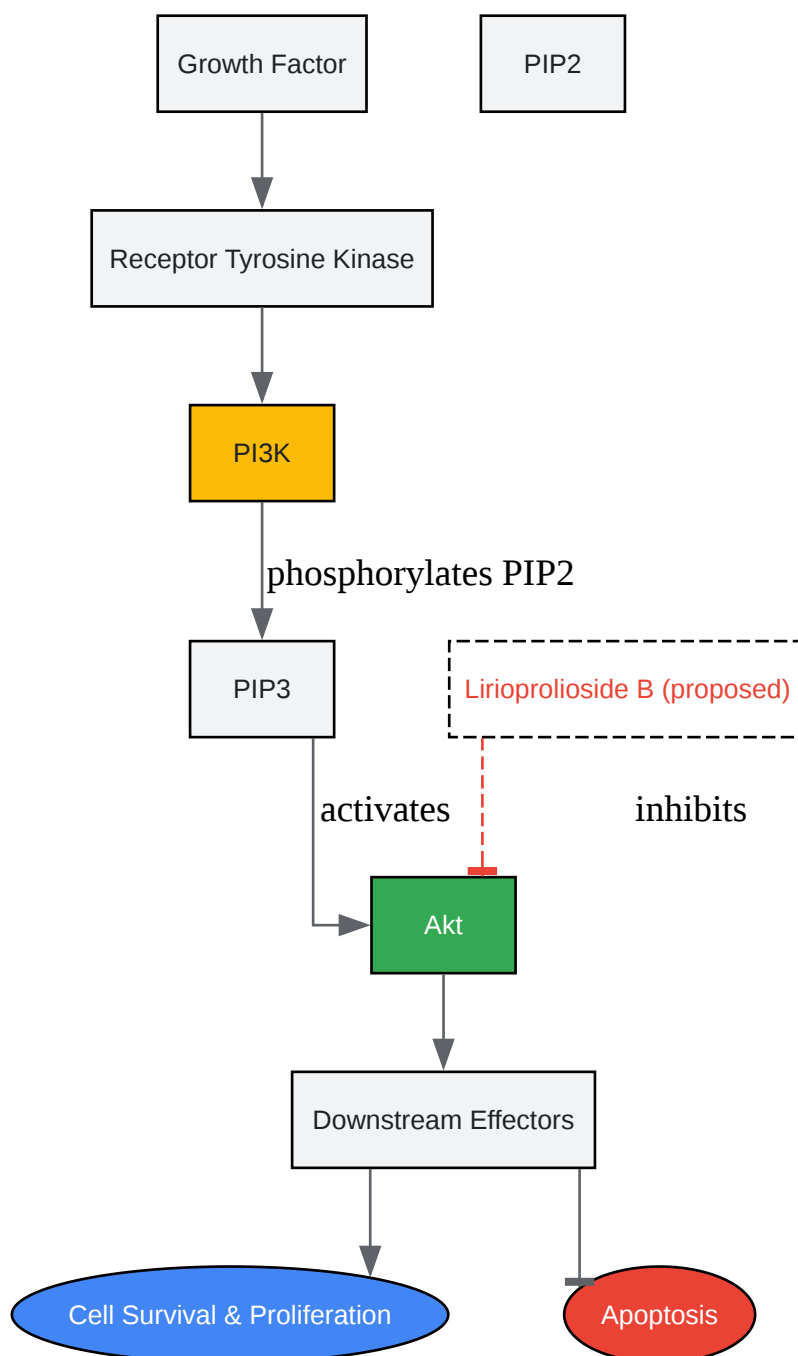 Growth Factor
PIP2
Receptor Tyrosine Kinase
PI3K
phosphorylates PIP2
PIP3
Lirioprolioside B (proposed)
activates
inhibits
Akt
Downstream Effectors
Cell Survival & Proliferation
Apoptosis